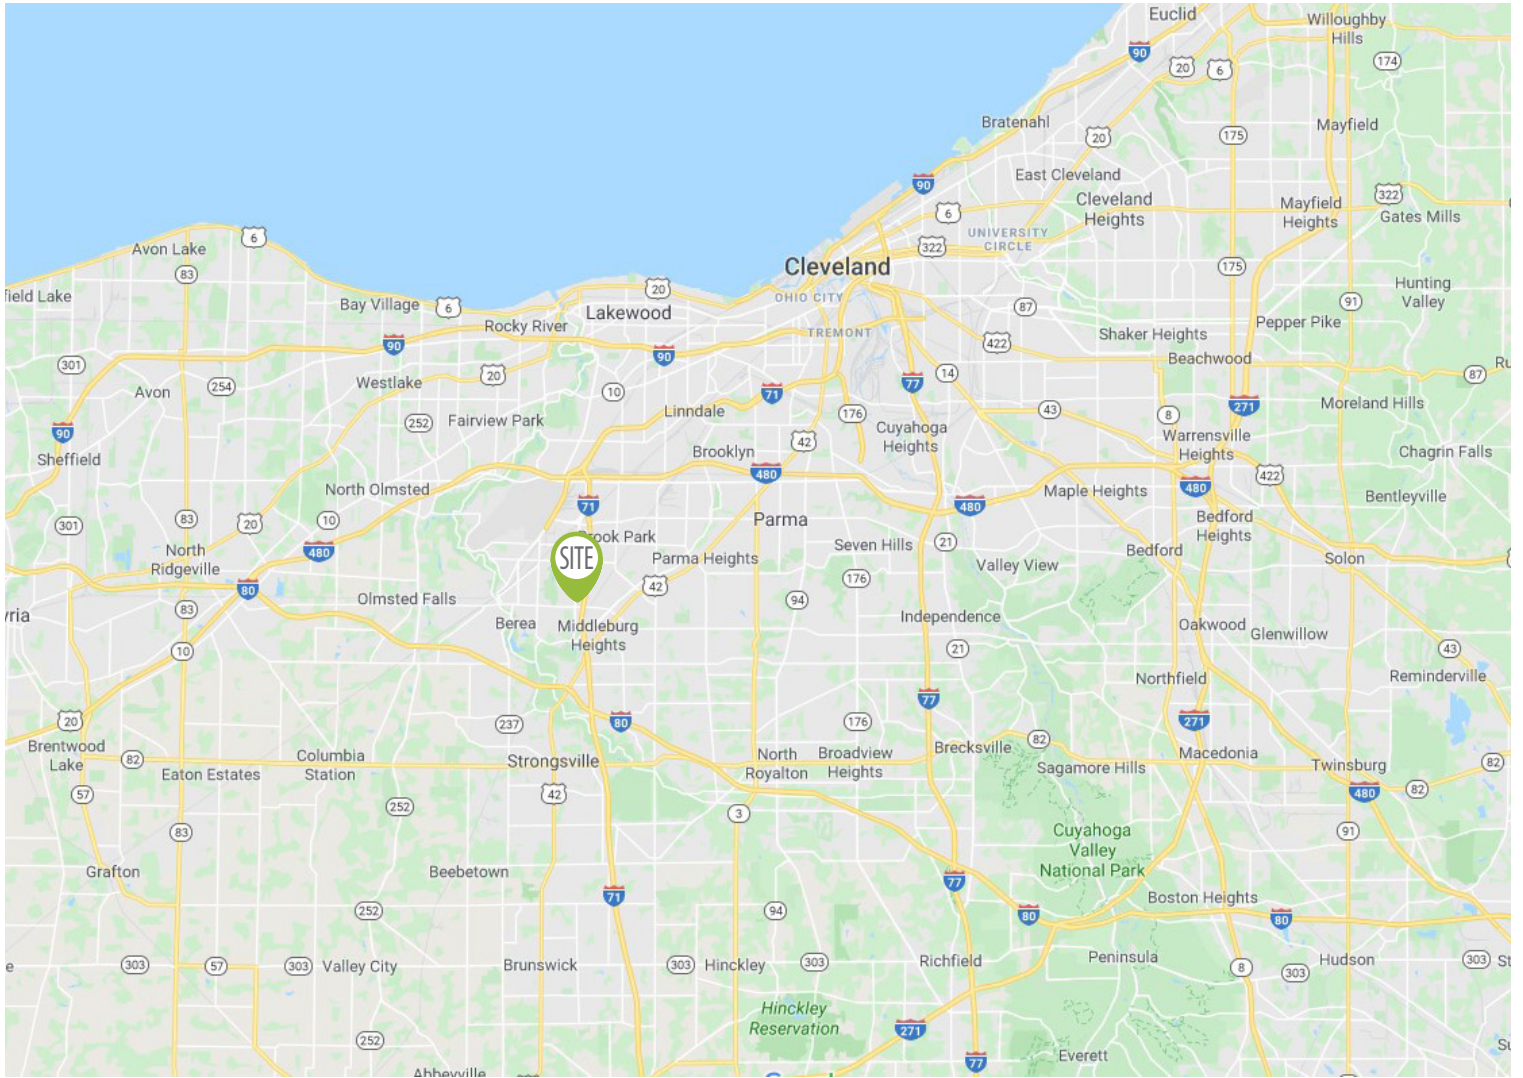 Euclid
Willoughby
Hills
90
20
6
174
Bratenahl
20
175
Mayfield
90
East Cleveland
Cleveland
Heights
322
6
Mayfield
Heights
Gates Mills
UNIVERSITY
CIRCLE
6
Avon Lake
322
83
Cleveland
175
20
OHIO CITY
Hunting
Valley
field Lake
Bay Village
6
Lakewood
87
91
Rocky River
TREMONT
Pepper Pike
90
90
422
Shaker Heights
Beachwood
301
Ru
254
Westlake
20
10
71
77
14
87
Avon
271
Moreland Hills
252
Fairview Park
Linndale
176
43
8
90
42
Cuyahoga
Heights
Warrensville
Heights
Sheffield
Brooklyn
Chagrin Falls
480
422
North Olmsted
Maple Heights
480
Bentleyville
71
480
301
83
20
10
Parma
Bedford
Heights
rook Park
Seven Hills
21
North
Ridgeville
480
SITE
Parma Heights
Bedford
Solon
Valley View
80
42
176
Olmsted Falls
94
83
yria
Berea
Middleburg
Heights
Independence
Oakwood
Glenwillow
10
21
43
Northfield
Reminderville
77
20
237
80
176
271
Brentwood
Lake
82
Columbia
Station
Strongsville
North
Royalton
Broadview
Heights
Brecksville
82
Macedonia
Eaton Estates
Sagamore Hills
Twinsburg
82
57
42
480
82
252
3
83
Cuyahoga
Valley
National Park
91
Grafton
Beebetown
77
71
Boston Heights
252
94
80
80
e
303
57
303
Valley City
Brunswick
303
Hinckley
303
Richfield
Peninsula
8
303
Hudson
303
St
Hinckley
Reservation
271
252
Everett
77
Su
Abbeyville